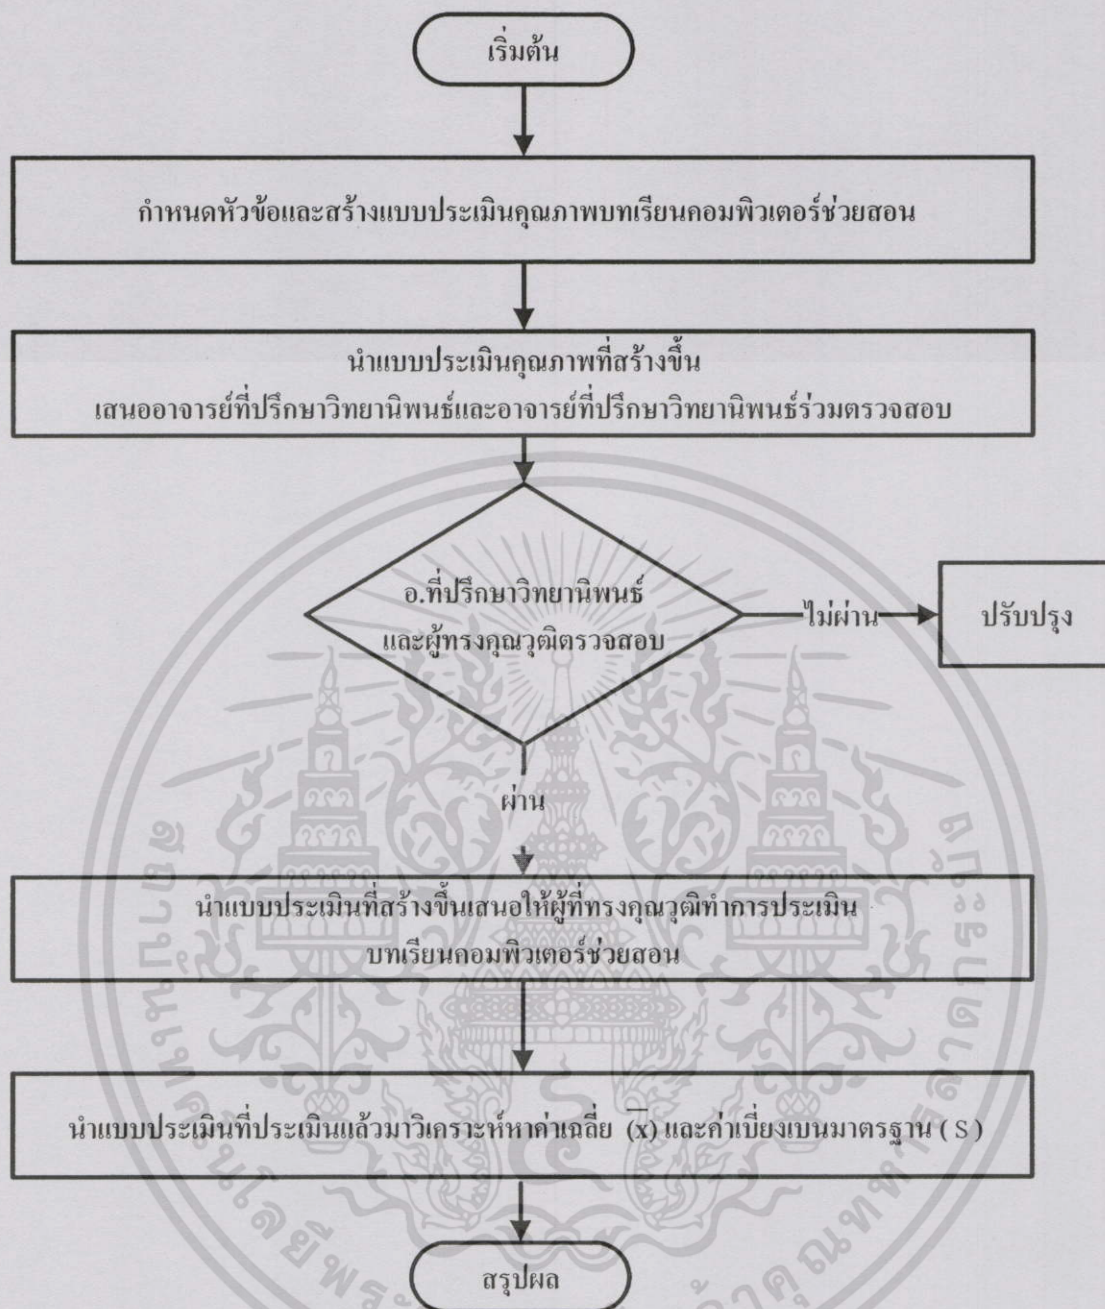 เริ่มต้น
กำหนดหัวข้อและสร้างแบบประเมินคุณภาพบทเรียนคอมพิวเตอร์ช่วยสอน
นำแบบประเมินคุณภาพที่สร้างขึ้น
เสนออาจารย์ที่ปรึกษาวิทยานิพนธ์และอาจารย์ที่ปรึกษาวิทยานิพนธ์ร่วมตรวจสอบ
อ.ที่ปรึกษาวิทยานิพนธ์
และผู้ทรงคุณวุฒิตรวจสอบ
ไม่ผ่าน
ปรับปรุง
ผ่าน
นำแบบประเมินที่สร้างขึ้นเสนอให้ผู้ที่ทรงคุณวุฒิทำการประเมิน
บทเรียนคอมพิวเตอร์ช่วยสอน
นำแบบประเมินที่ประเมินแล้วมาวิเคราะห์หาค่าเฉลี่ย (x̄) และค่าเบี่ยงเบนมาตรฐาน ( S )
สรุปผล